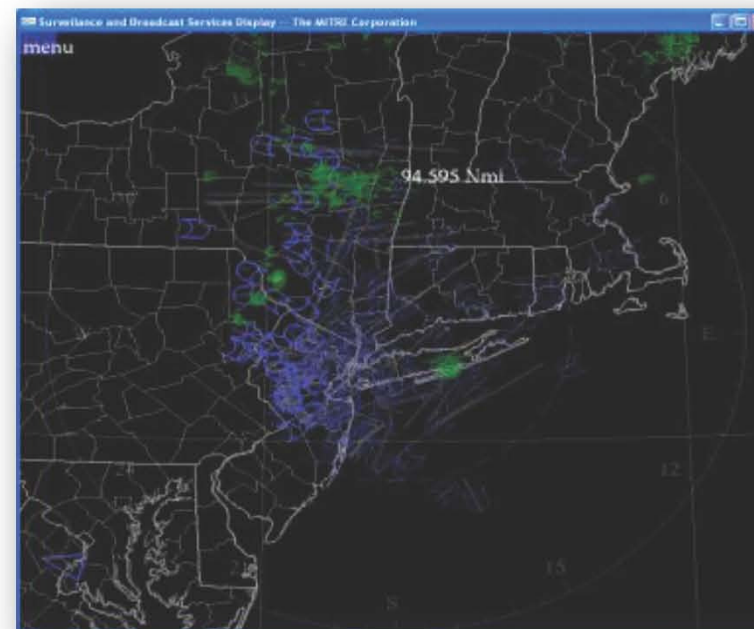 Surveillance and Broadcast Services Display -- The MITRE Corporation
menu
94.595 Nmi
6
E
12
15
S